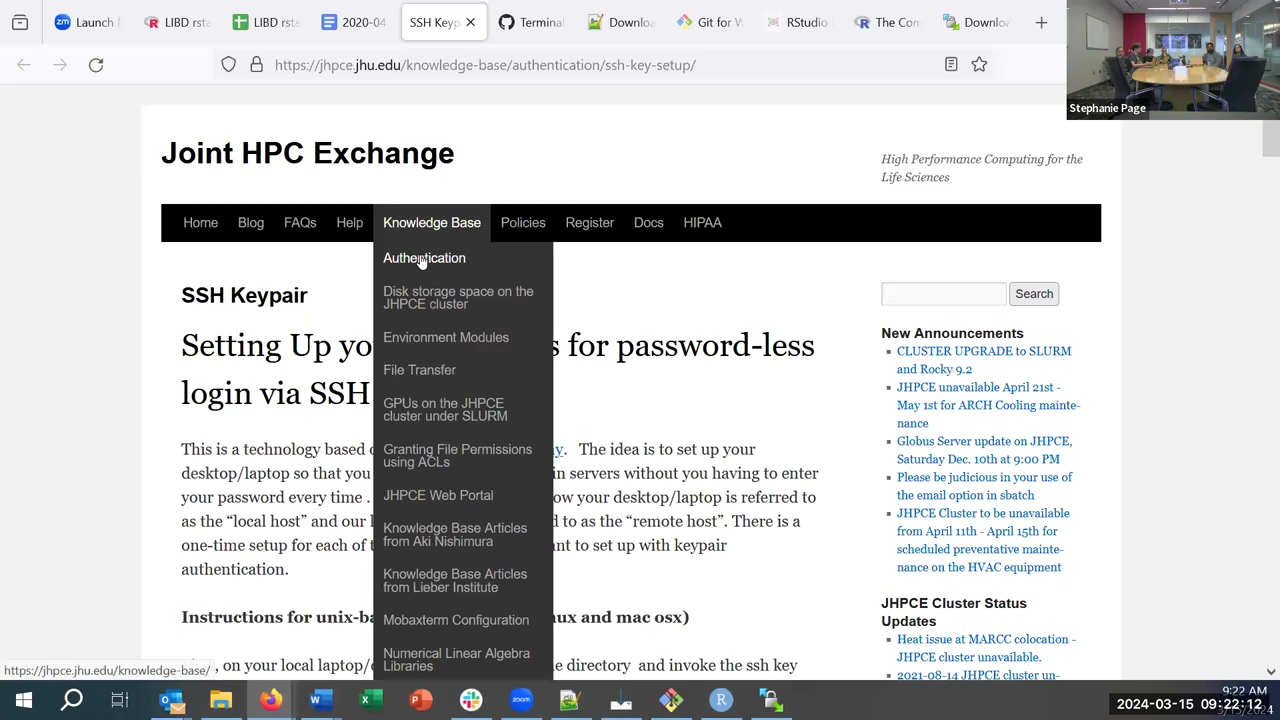 Launch M
LIBD rst
LIBD rst
2020-04
SSH Keyp
Terminal
Downlo
Git for W
RStudio
The Con
Downlo
https://jhpce.jhu.edu/knowledge-base/authentication/ssh-key-setup/
Stephanie Page
Joint HPC Exchange
High Performance Computing for the
Life Sciences
Home Blog FAQs Help Knowledge Base Policies Register Docs HIPAA
Authentication
Disk storage space on the
JHPCE cluster
Environment Modules
File Transfer
GPUs on the JHPCE
cluster under SLURM
Granting File Permissions
using ACLs
JHPCE Web Portal
Knowledge Base Articles
from Aki Nishimura
Knowledge Base Articles
from Lieber Institute
Mobaxterm Configuration
Numerical Linear Algebra
Libraries
SSH Keypair
Setting Up yo s for password-less
login via SSH
This is a technology based y. The idea is to set up your
desktop/laptop so that you in servers without you having to enter
your password every time . ow your desktop/laptop is referred to
as the “local host” and our d to as the “remote host”. There is a
one-time setup for each of t ant to set up with keypair
authentication.
Instructions for unix-ba ux and mac osx)
, on your local laptop/ e directory and invoke the ssh key
Search
New Announcements
CLUSTER UPGRADE to SLURM
and Rocky 9.2
JHPCE unavailable April 21st -
May 1st for ARCH Cooling mainte-
nance
Globus Server update on JHPCE,
Saturday Dec. 10th at 9:00 PM
Please be judicious in your use of
the email option in sbatch
JHPCE Cluster to be unavailable
from April 11th - April 15th for
scheduled preventative mainte-
nance on the HVAC equipment
JHPCE Cluster Status
Updates
Heat issue at MARCC colocation -
JHPCE cluster unavailable.
2021-08-14 JHPCE cluster un-
https://jhpce.jhu.edu/knowledge-base/
9:22 AM
2024-03-15 09:22:12